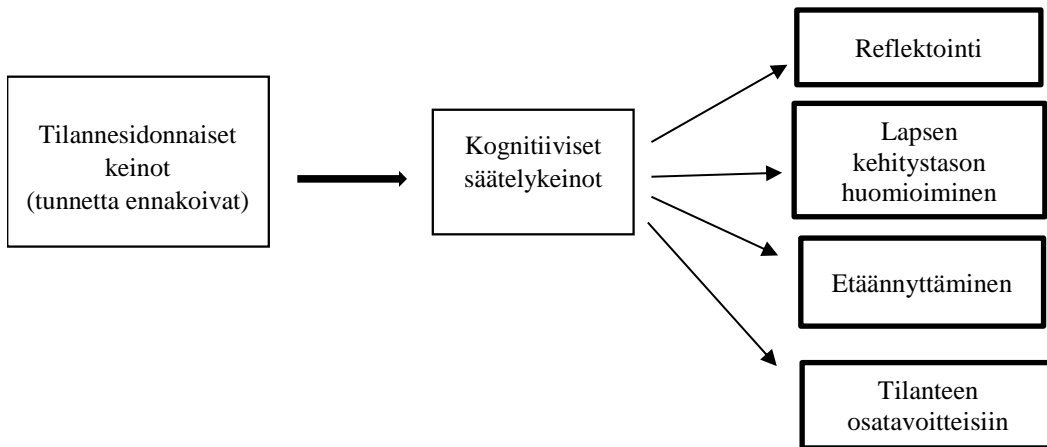 Tilannesidonnaiset
keinot
(tunnetta ennakoivat)
Kognitiiviset
säätelykeinot
Reflektointi
Lapsen
kehitystason
huomioiminen
Etäännyttäminen
Tilanteen
osatavoitteisiin